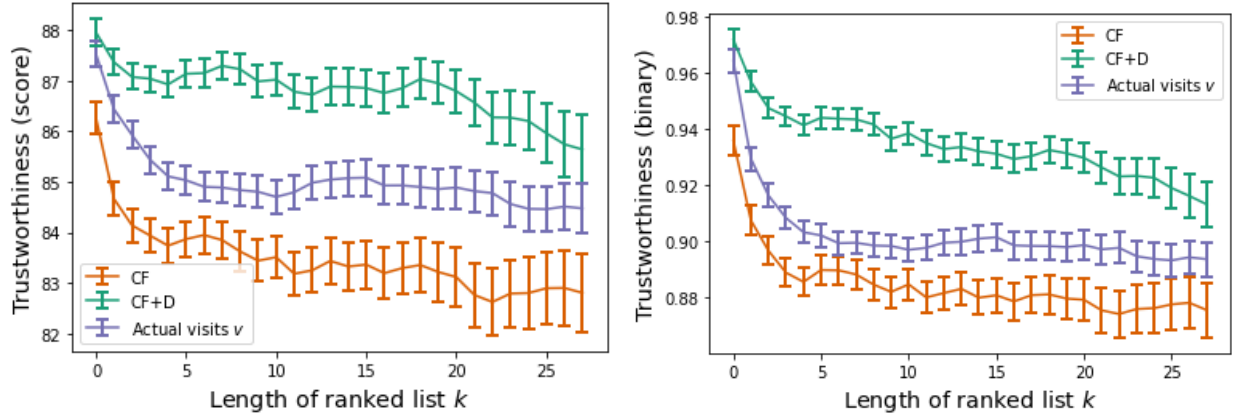 Trustworthiness (score)
88
87
86
85
84
83
82
CF
CF+D
Actual visits v
0 5 10 15 20 25
Length of ranked list k
Trustworthiness (binary)
0.98
0.96
0.94
0.92
0.90
0.88
CF
CF+D
Actual visits v
0 5 10 15 20 25
Length of ranked list k